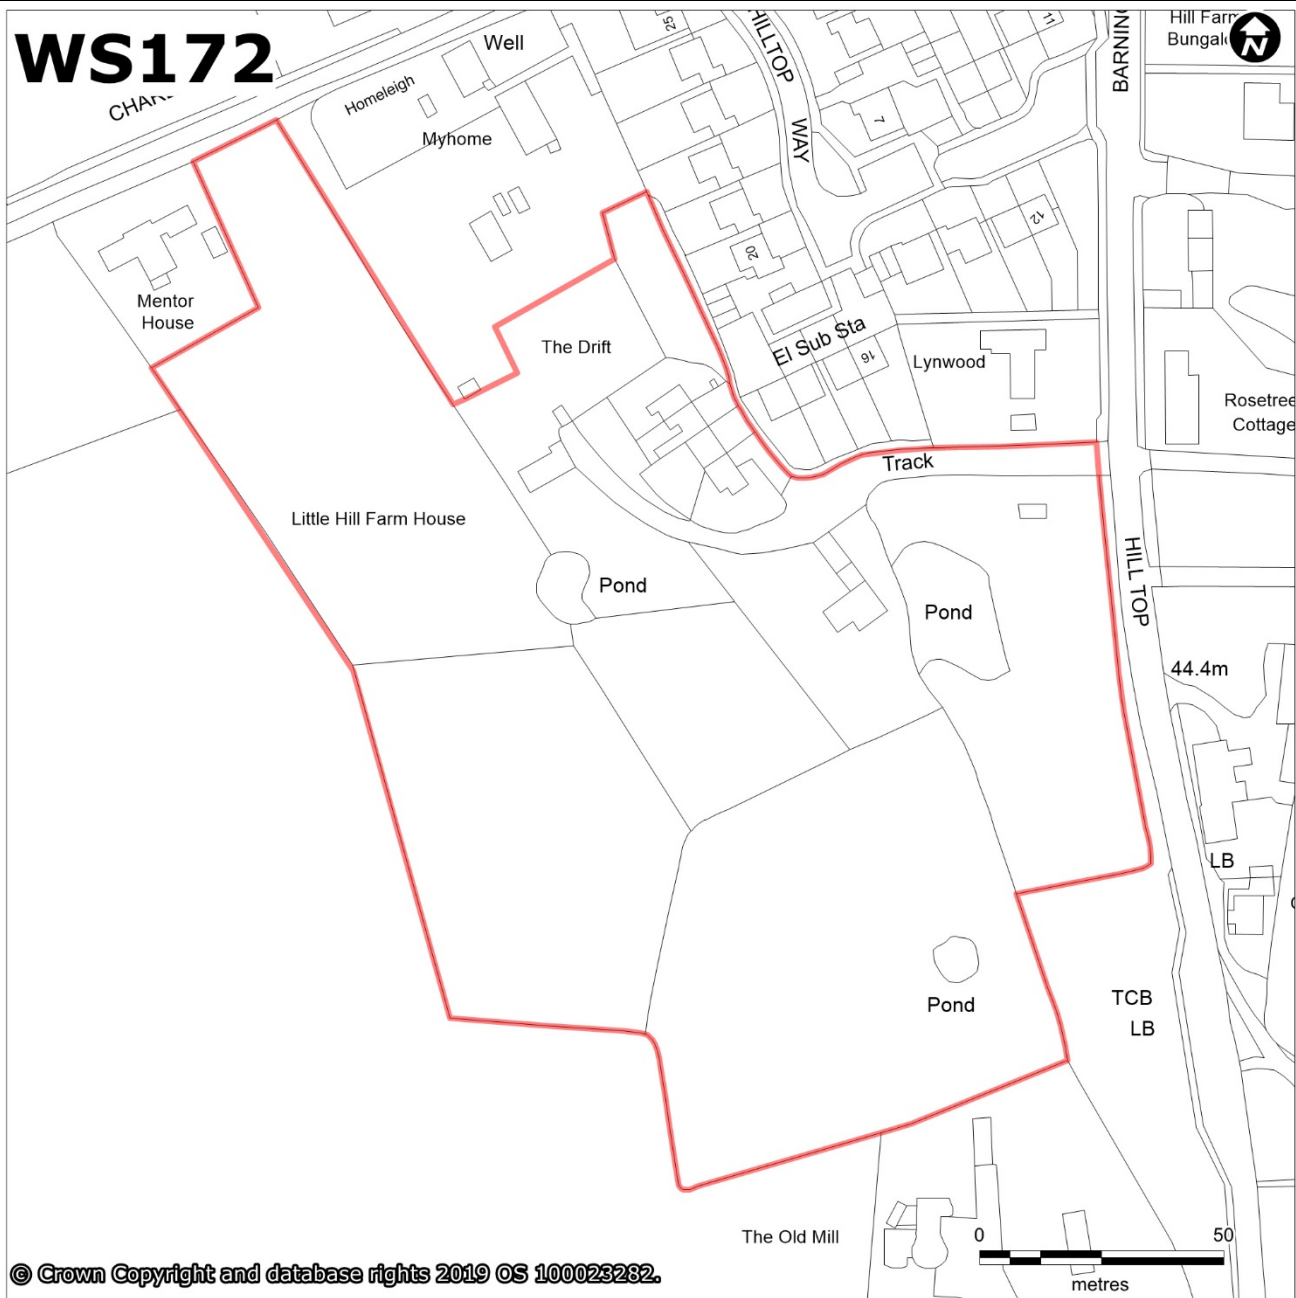 WS172
Well
25
HILLTOP
WAY
11
Hill Farm
N
Homeleigh
Myhome
7
12
20
Mentor
House
The Drift
El Sub Sta
16
Lynwood
Rosetree
Cottage
Track
Little Hill Farm House
Pond
Pond
HILL TOP
44.4m
LB
Pond
TCB
LB
The Old Mill
0 50
metres
© Crown Copyright and database rights 2019 OS 100023282.